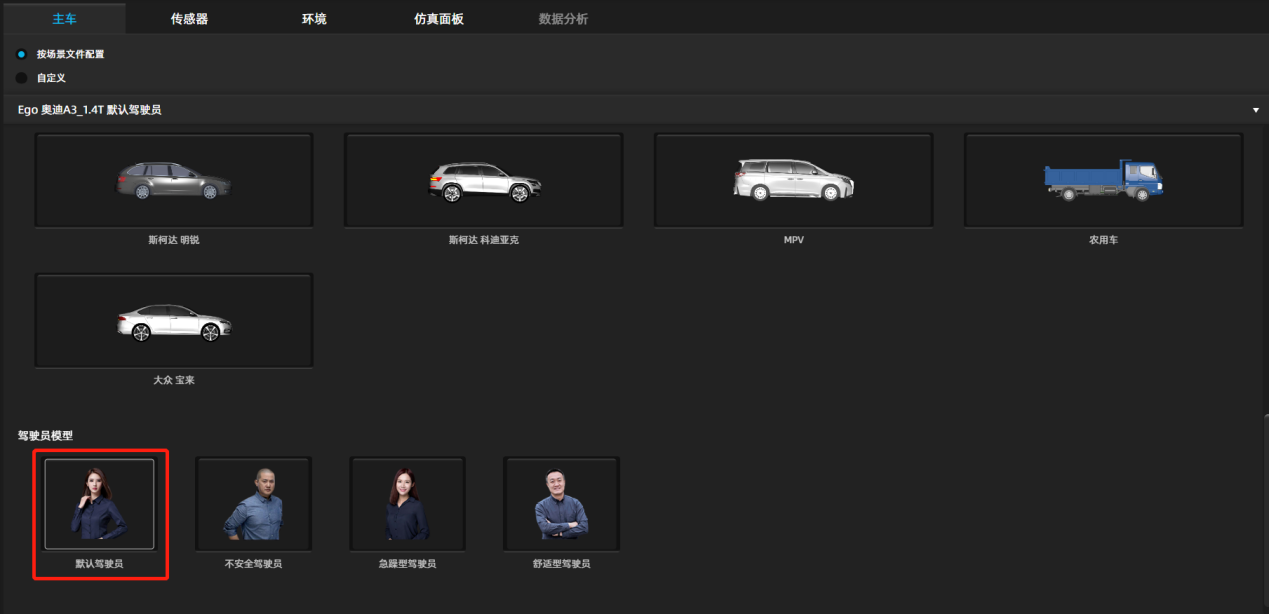 主车 传感器 环境 仿真面板 数据分析
按场景文件配置
自定义
Ego 奥迪A3_1.4T 默认驾驶员
斯柯达 明锐 斯柯达 科迪亚克 MPV 农用车
大众 宝来
驾驶员模型
默认驾驶员 不安全驾驶员 急躁型驾驶员 舒适型驾驶员